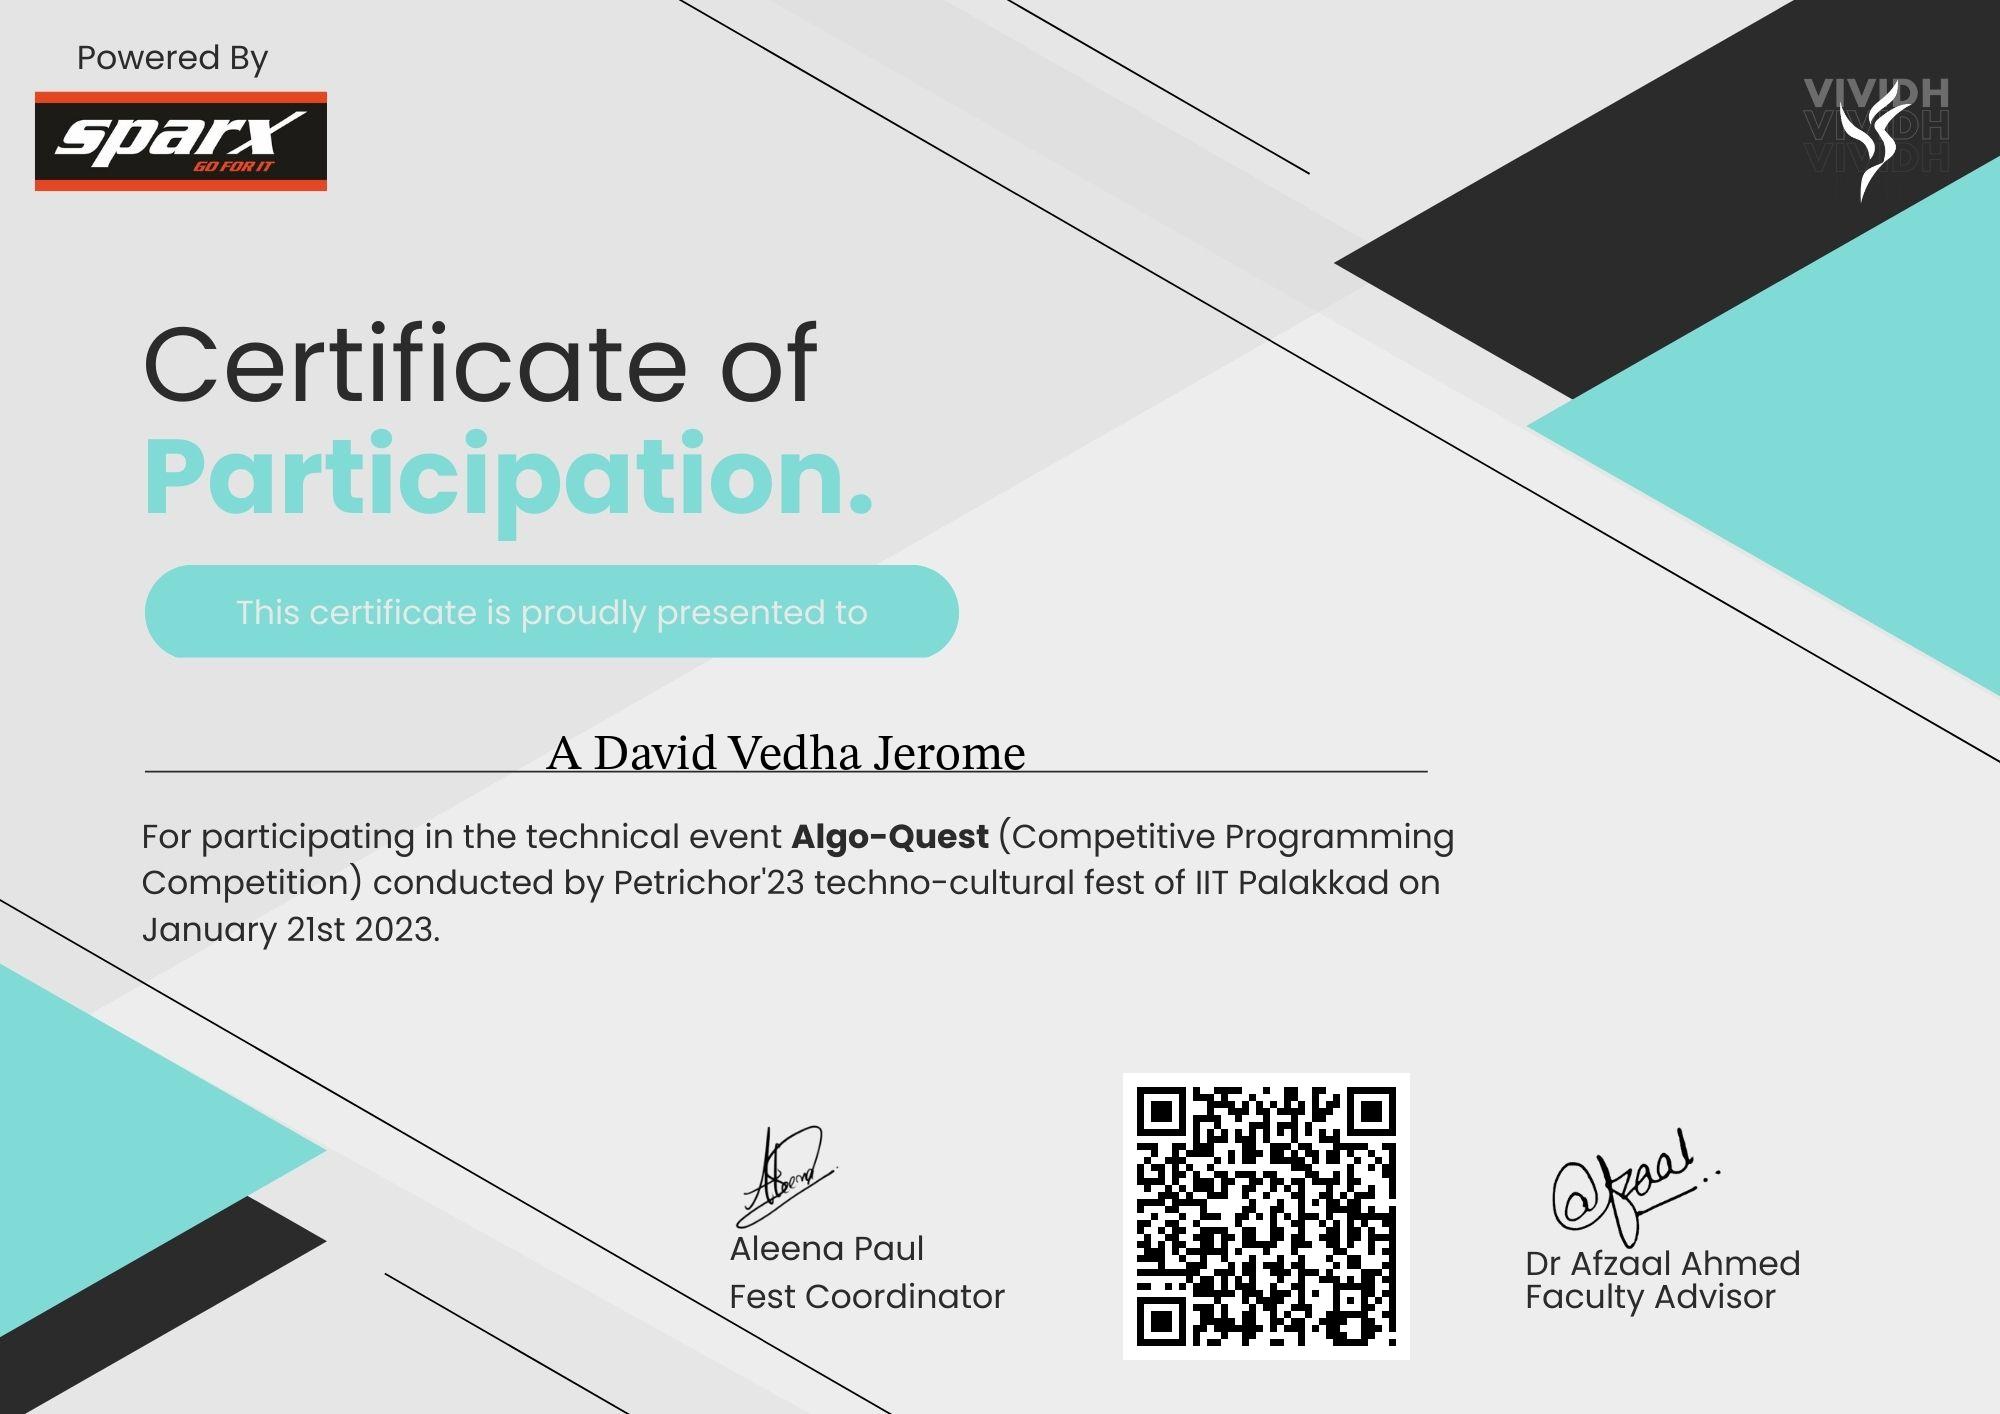 Powered By
sparx
GO FOR IT
VIVIDH
VIVIDH
VIVIDH
Certificate of
Participation.
This certificate is proudly presented to
A David Vedha Jerome
For participating in the technical event Algo-Quest (Competitive Programming
Competition) conducted by Petrichor'23 techno-cultural fest of IIT Palakkad on
January 21st 2023.
Aleena
Aleena Paul
Fest Coordinator
afzaal
Dr Afzaal Ahmed
Faculty Advisor